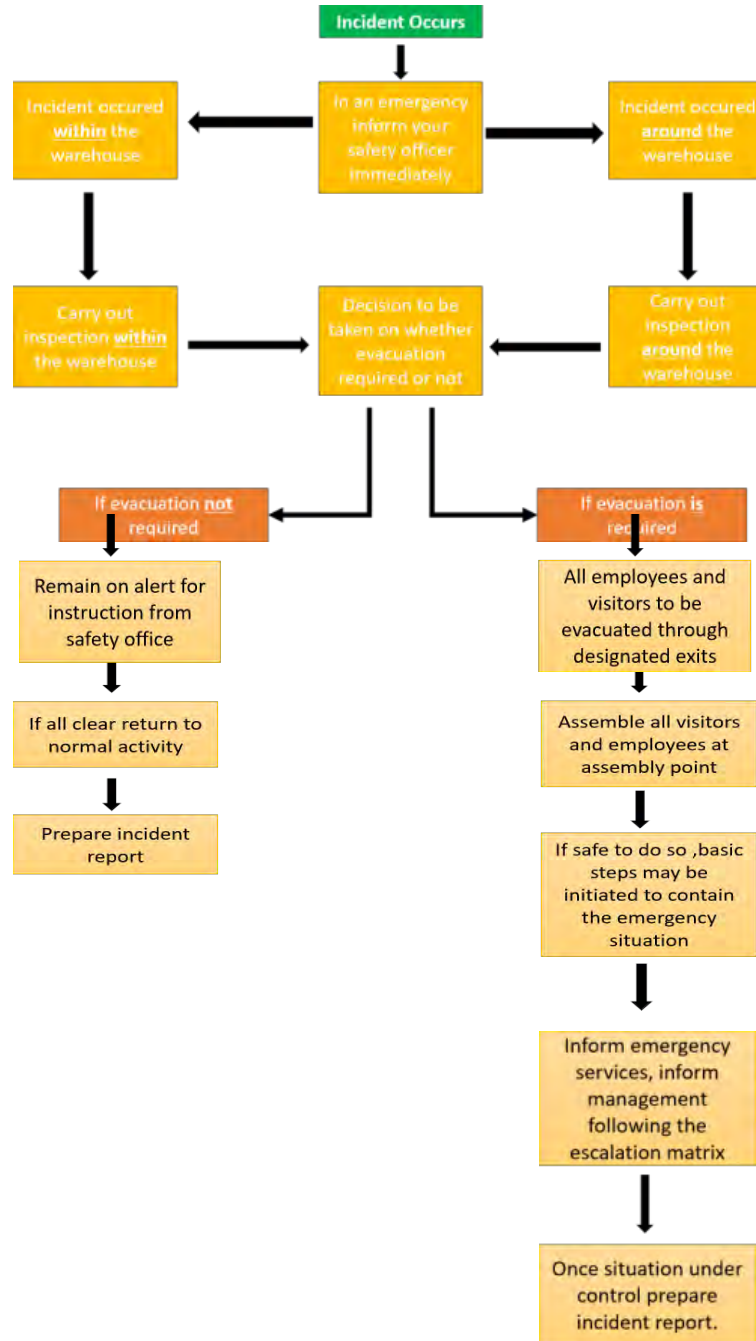 Incident Occurs
Incident occured
within the
warehouse
In an emergency
inform your
safety officer
immediately
Incident occured
around the
warehouse
Carry out
inspection within
the warehouse
Decision to be
taken on whether
evacuation
required or not
Carry out
inspection
around the
warehouse
If evacuation not
required
If evacuation is
required
Remain on alert for
instruction from
safety office
If all clear return to
normal activity
Prepare incident
report
All employees and
visitors to be
evacuated through
designated exits
Assemble all visitors
and employees at
assembly point
If safe to do so ,basic
steps may be
initiated to contain
the emergency
situation
Inform emergency
services, inform
management
following the
escalation matrix
Once situation under
control prepare
incident report.